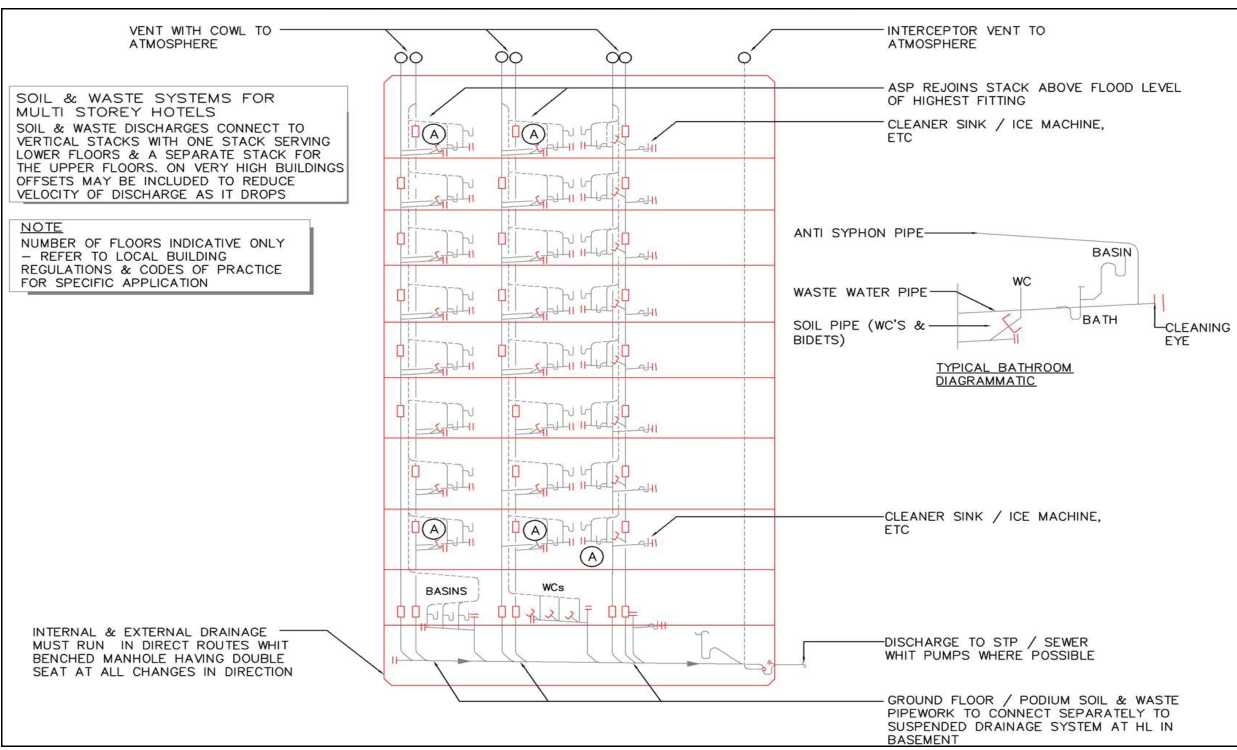 VENT WITH COWL TO
ATMOSPHERE
INTERCEPTOR VENT TO
ATMOSPHERE
SOIL & WASTE SYSTEMS FOR
MULTI STOREY HOTELS
SOIL & WASTE DISCHARGES CONNECT TO
VERTICAL STACKS WITH ONE STACK SERVING
LOWER FLOORS & A SEPARATE STACK FOR
THE UPPER FLOORS. ON VERY HIGH BUILDINGS
OFFSETS MAY BE INCLUDED TO REDUCE
VELOCITY OF DISCHARGE AS IT DROPS
NOTE
NUMBER OF FLOORS INDICATIVE ONLY
– REFER TO LOCAL BUILDING
REGULATIONS & CODES OF PRACTICE
FOR SPECIFIC APPLICATION
A
A
ASP REJOINS STACK ABOVE FLOOD LEVEL
OF HIGHEST FITTING
CLEANER SINK / ICE MACHINE,
ETC
ANTI SYPHON PIPE
BASIN
WC
WASTE WATER PIPE
BATH
SOIL PIPE (WC'S &
BIDETS)
CLEANING
EYE
TYPICAL BATHROOM
DIAGRAMMATIC
A
A
A
CLEANER SINK / ICE MACHINE,
ETC
BASINS
WCs
INTERNAL & EXTERNAL DRAINAGE
MUST RUN IN DIRECT ROUTES WHIT
BENCHED MANHOLE HAVING DOUBLE
SEAT AT ALL CHANGES IN DIRECTION
DISCHARGE TO STP / SEWER
WHIT PUMPS WHERE POSSIBLE
GROUND FLOOR / PODIUM SOIL & WASTE
PIPEWORK TO CONNECT SEPARATELY TO
SUSPENDED DRAINAGE SYSTEM AT HL IN
BASEMENT